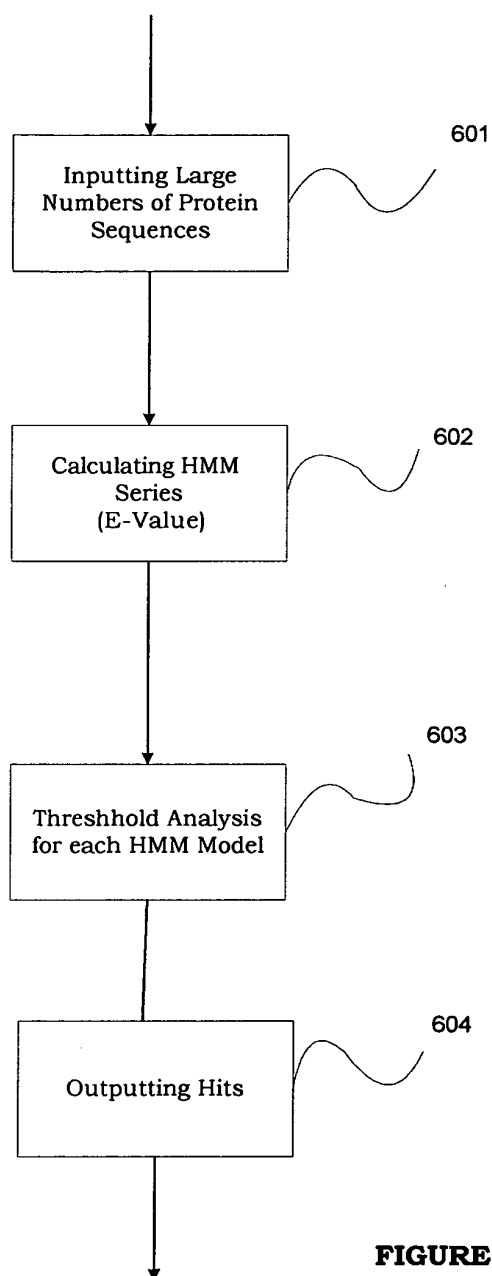 601
Inputting Large
Numbers of Protein
Sequences
602
Calculating HMM
Series
(E-Value)
603
Threshhold Analysis
for each HMM Model
604
Outputting Hits
FIGURE